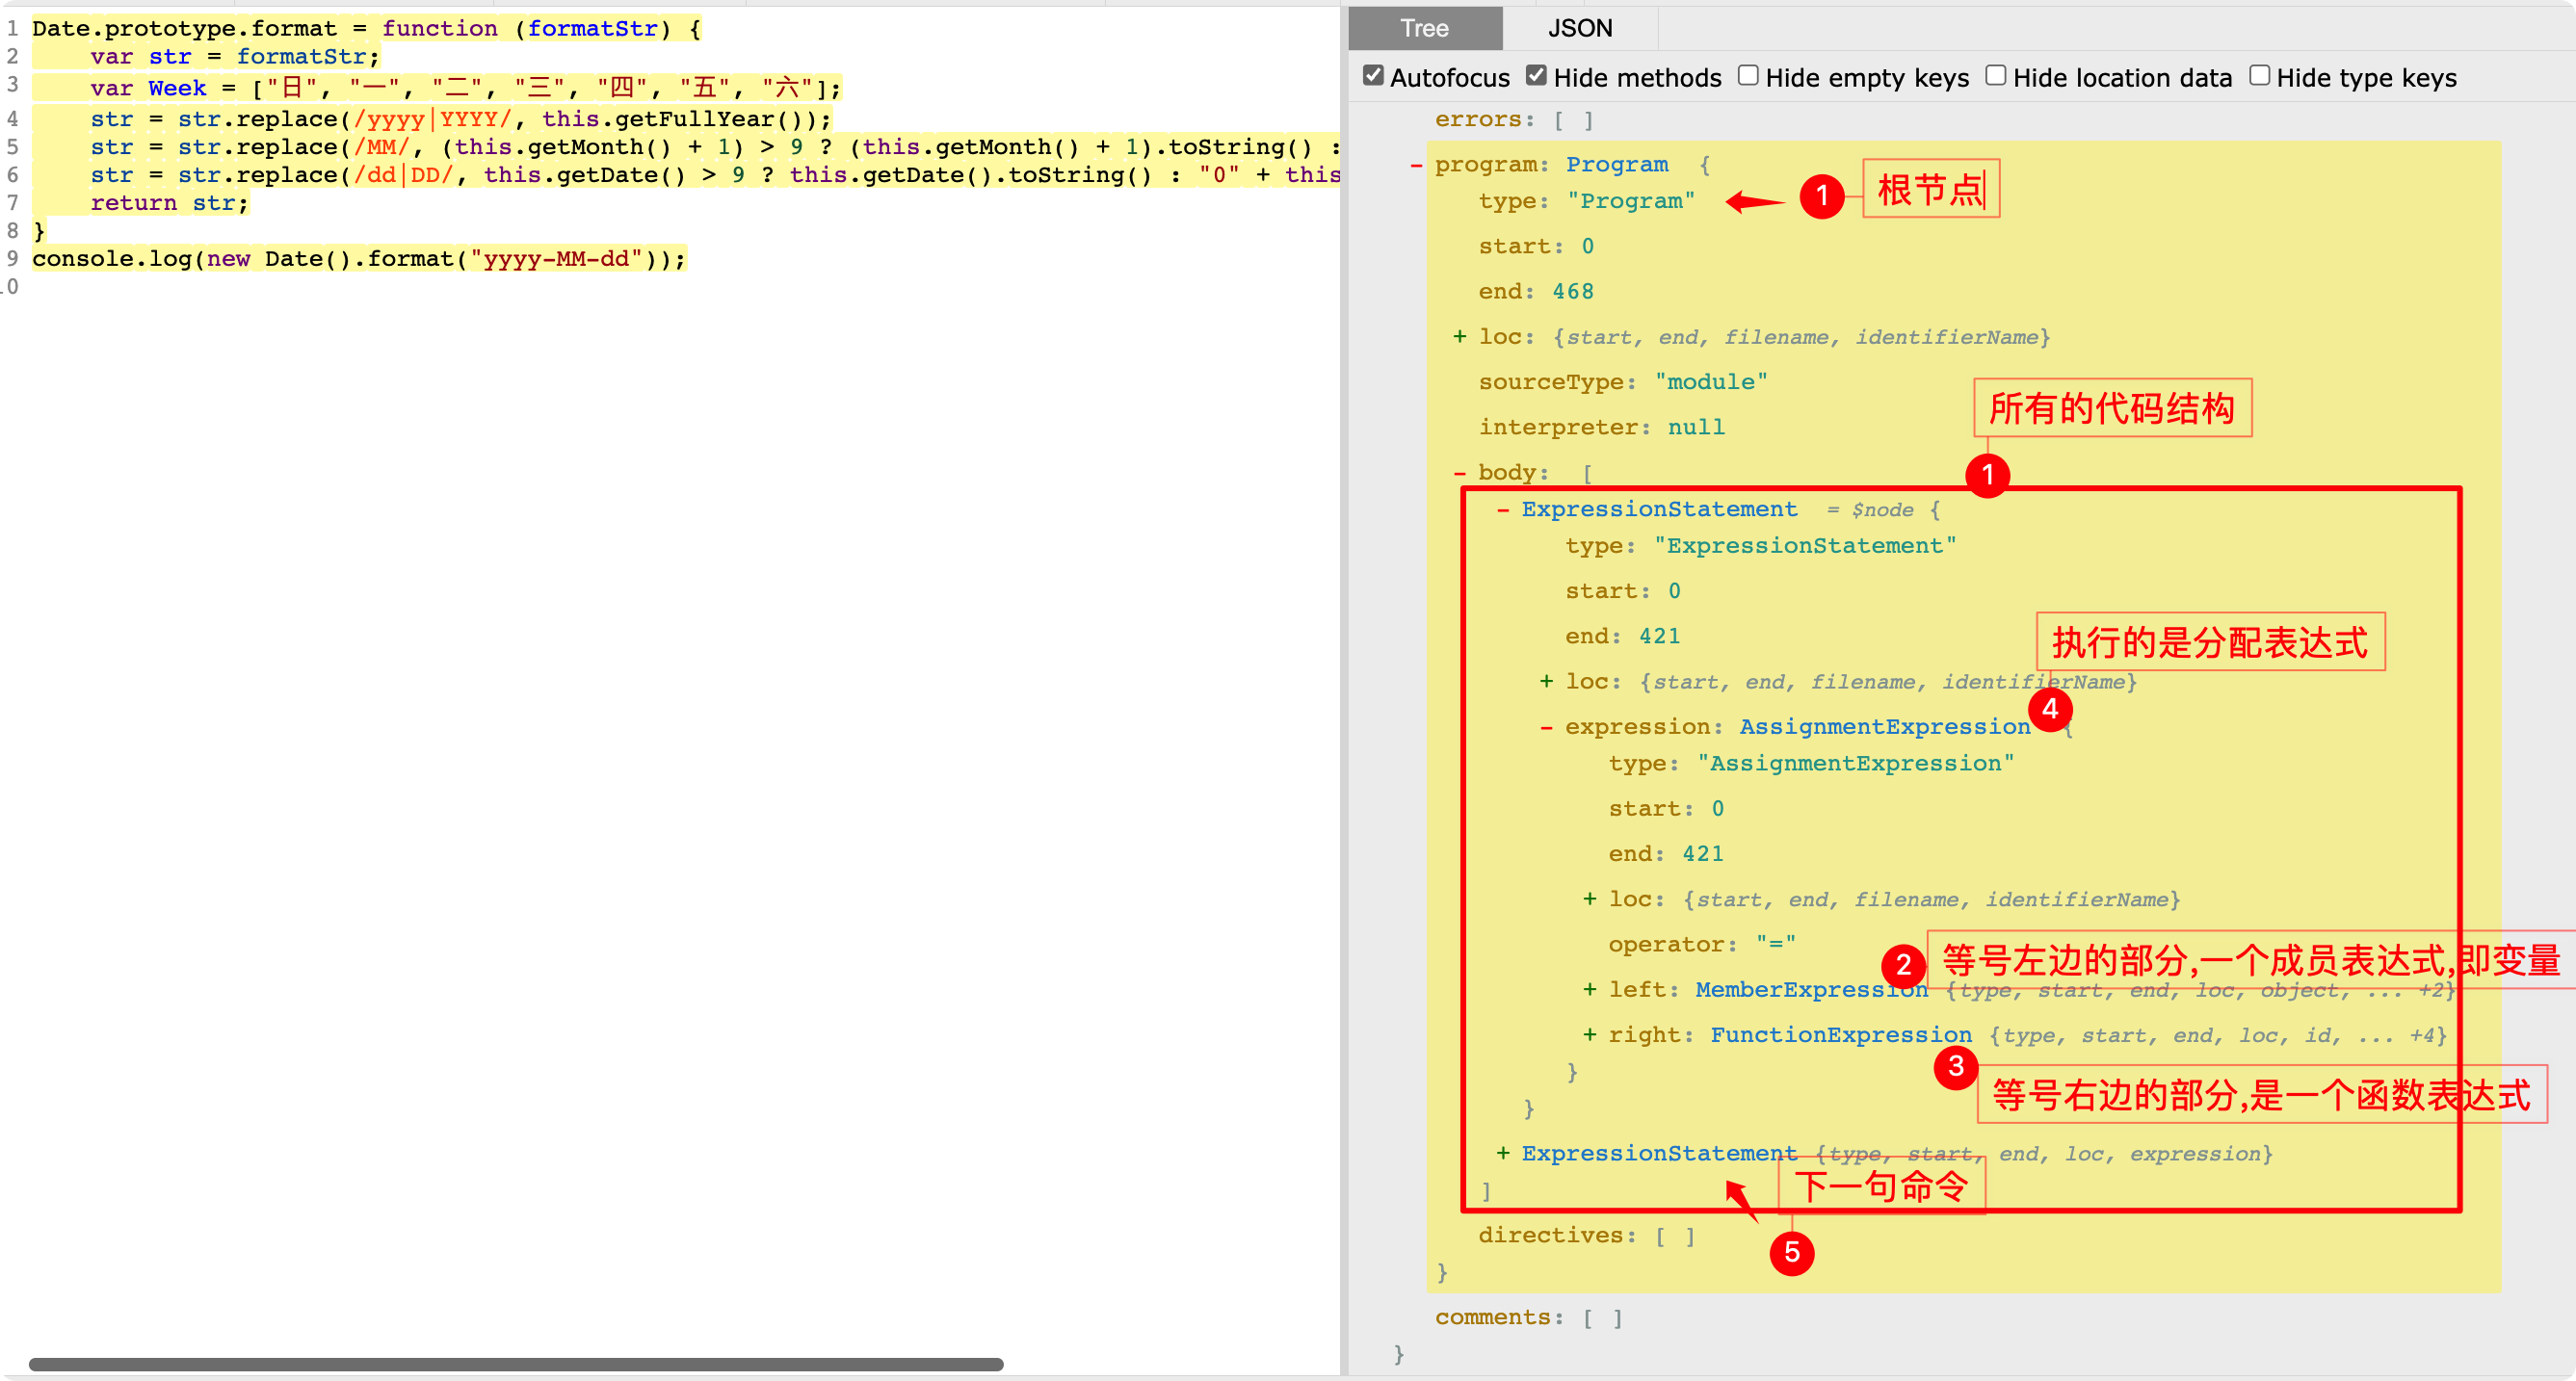 1 Date.prototype.format = function (formatStr) {
2 var str = formatStr;
3 var Week = ["日", "一", "二", "三", "四", "五", "六"];
4 str = str.replace(/yyyy|YYYY/, this.getFullYear());
5 str = str.replace(/MM/, (this.getMonth() + 1) > 9 ? (this.getMonth() + 1).toString() :
6 str = str.replace(/dd|DD/, this.getDate() > 9 ? this.getDate().toString() : "0" + this
7 return str;
8 }
9 console.log(new Date().format("yyyy-MM-dd"));
10
Tree JSON
Autofocus Hide methods Hide empty keys Hide location data Hide type keys
errors: [ ]
- program: Program {
type: "Program" 1 根节点
start: 0
end: 468
+ loc: {start, end, filename, identifierName}
sourceType: "module"
所有的代码结构
interpreter: null
- body: [ 1
- ExpressionStatement = $node {
type: "ExpressionStatement"
start: 0
end: 421
执行的是分配表达式
+ loc: {start, end, filename, identifierName}
4
- expression: AssignmentExpression {
type: "AssignmentExpression"
start: 0
end: 421
+ loc: {start, end, filename, identifierName}
operator: "="
2 等号左边的部分,一个成员表达式,即变量
+ left: MemberExpression {type, start, end, loc, object, ... +2}
+ right: FunctionExpression {type, start, end, loc, id, ... +4}
}
3 等号右边的部分,是一个函数表达式
}
+ ExpressionStatement {type, start, end, loc, expression}
下一句命令
]
directives: [ ]
5
}
comments: [ ]
}